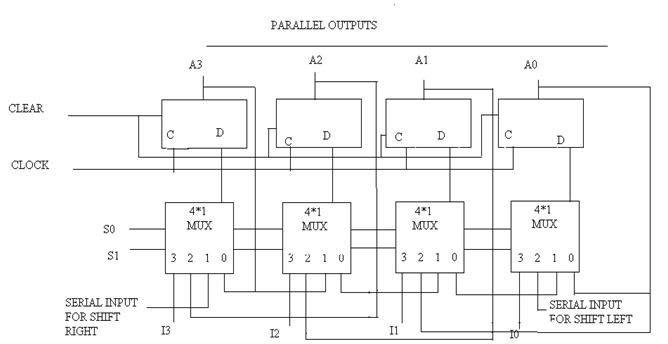 PARALLEL OUTPUTS
A3 A2 A1 A0
CLEAR
C D C D C D C D
CLOCK
4*1 MUX
4*1 MUX
4*1 MUX
4*1 MUX
S0
S1
3 2 1 0 3 2 1 0 3 2 1 0 3 2 1 0
SERIAL INPUT
FOR SHIFT
RIGHT
I3 I2 I1 I0
SERIAL INPUT
FOR SHIFT LEFT